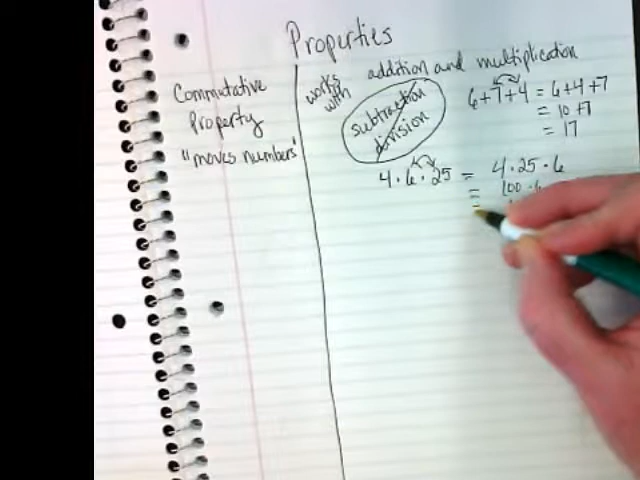 Properties
Commutative
Property
"moves numbers"
works
with
addition and multiplication
subtraction
division
6+7+4 = 6+4+7
= 10+7
= 17
4·6·25 = 4·25·6
= 100·6
=